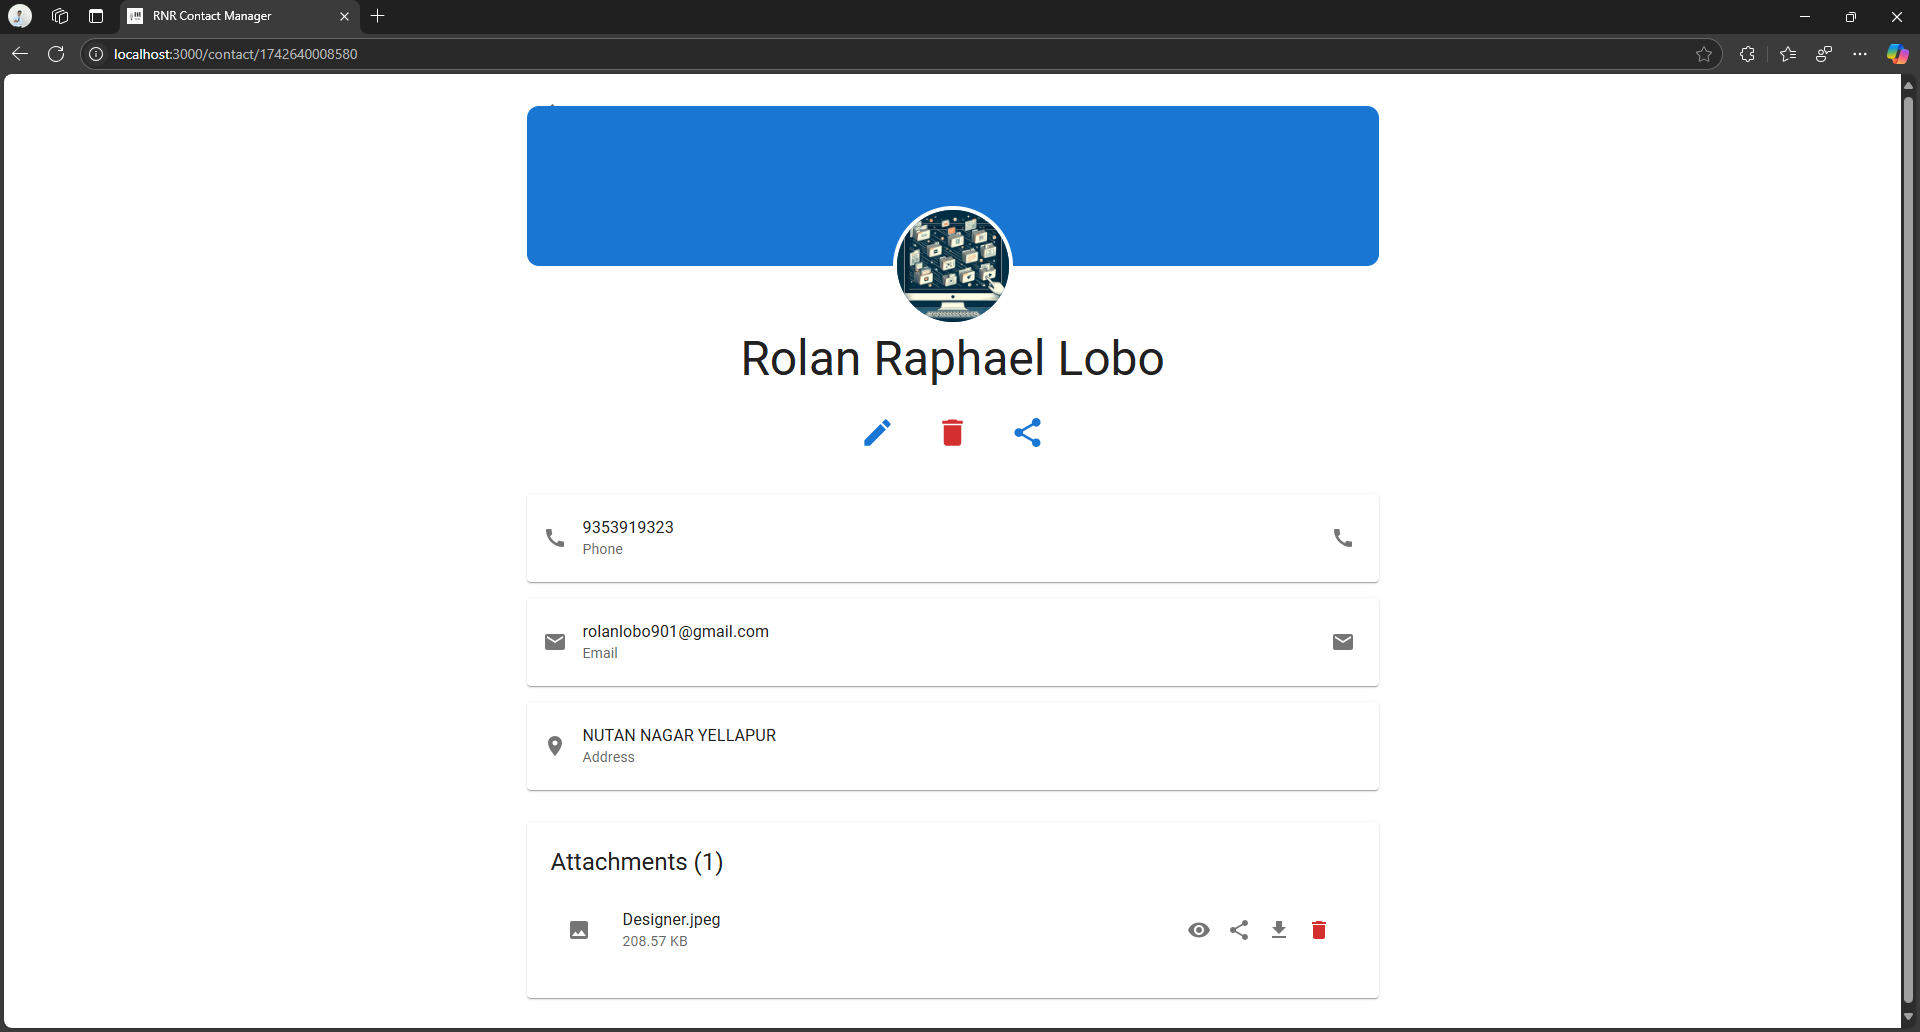 RNR Contact Manager
localhost:3000/contact/1742640008580
Rolan Raphael Lobo
9353919323
Phone
rolanlobo901@gmail.com
Email
NUTAN NAGAR YELLAPUR
Address
Attachments (1)
Designer.jpeg
208.57 KB